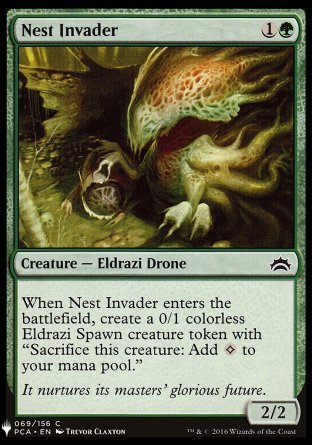 Nest Invader 1
Creature — Eldrazi Drone
When Nest Invader enters the
battlefield, create a 0/1 colorless
Eldrazi Spawn creature token with
“Sacrifice this creature: Add to
your mana pool.”
It nurtures its masters’ glorious future.
2/2
069/156 C
PCA • EN TREVOR CLAXTON
™ & © 2016 Wizards of the Coast